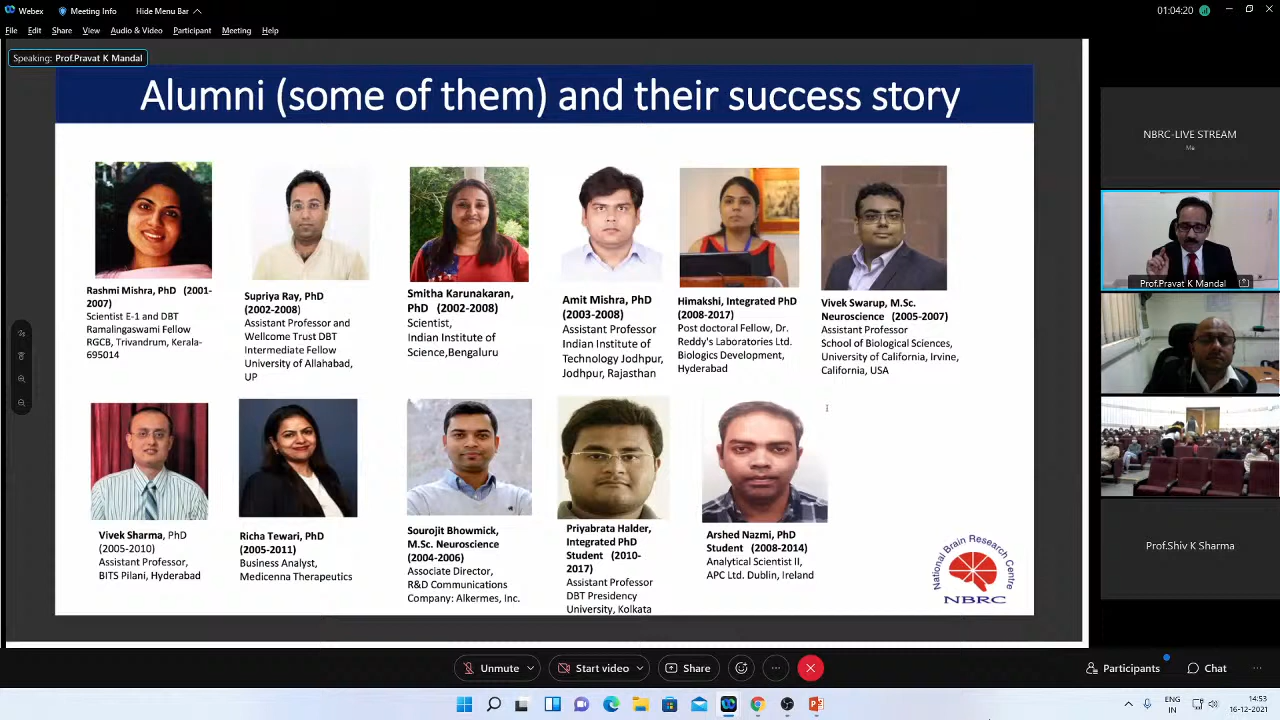 Webex
Meeting Info
Hide Menu Bar
01:04:20
File Edit Share View Audio & Video Participant Meeting Help
Speaking: Prof.Pravat K Mandal
Alumni (some of them) and their success story
Rashmi Mishra, PhD (2001-
2007)
Scientist E-1 and DBT
Ramalingaswami Fellow
RGCB, Trivandrum, Kerala-
695014
Supriya Ray, PhD
(2002-2008)
Assistant Professor and
Wellcome Trust DBT
Intermediate Fellow
University of Allahabad,
UP
Smitha Karunakaran,
PhD (2002-2008)
Scientist,
Indian Institute of
Science,Bengaluru
Amit Mishra, PhD
(2003-2008)
Assistant Professor
Indian Institute of
Technology Jodhpur,
Jodhpur, Rajasthan
Himakshi, Integrated PhD
(2008-2017)
Post doctoral Fellow, Dr.
Reddy's Laboratories Ltd.
Biologics Development,
Hyderabad
Vivek Swarup, M.Sc.
Neuroscience (2005-2007)
Assistant Professor
School of Biological Sciences,
University of California, Irvine,
California, USA
Vivek Sharma, PhD
(2005-2010)
Assistant Professor,
BITS Pilani, Hyderabad
Richa Tewari, PhD
(2005-2011)
Business Analyst,
Medicenna Therapeutics
Sourojit Bhowmick,
M.Sc. Neuroscience
(2004-2006)
Associate Director,
R&D Communications
Company: Alkermes, Inc.
Priyabrata Halder,
Integrated PhD
Student (2010-
2017)
Assistant Professor
DBT Presidency
University, Kolkata
Arshed Nazmi, PhD
Student (2008-2014)
Analytical Scientist II,
APC Ltd. Dublin, Ireland
National Brain Research Centre
NBRC
NBRC-LIVE STREAM
Me
Prof.Pravat K Mandal
Prof.Shiv K Sharma
Unmute
Start video
Share
Participants
Chat
ENG
IN
14:53
16-12-2021